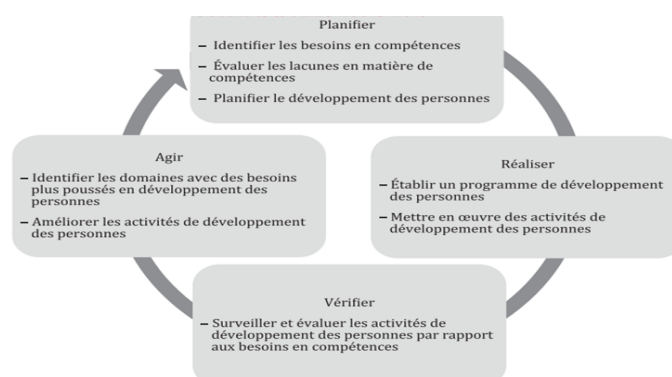 Planifier
– Identifier les besoins en compétences
– Évaluer les lacunes en matière de
compétences
– Planifier le développement des personnes
Agir
– Identifier les domaines avec des besoins
plus poussés en développement des
personnes
– Améliorer les activités de développement
des personnes
Réaliser
– Établir un programme de développement
des personnes
– Mettre en œuvre des activités de
développement des personnes
Vérifier
– Surveiller et évaluer les activités de
développement des personnes par rapport
aux besoins en compétences